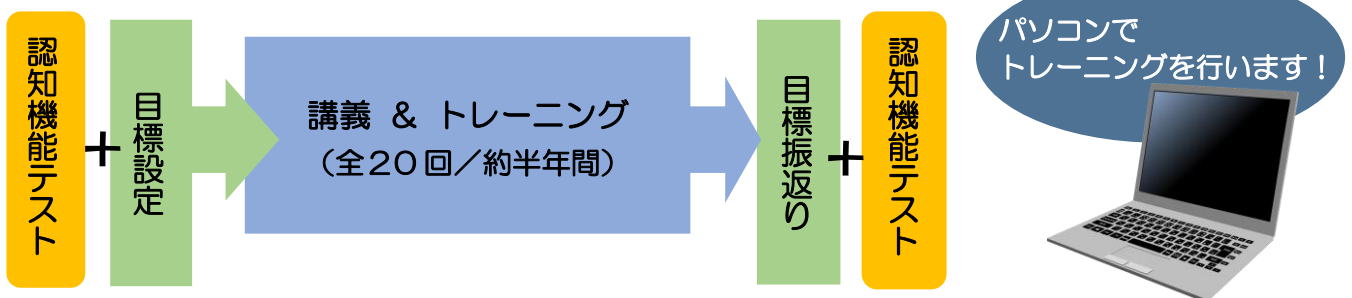 認知機能テスト
+
目標設定
講義 & トレーニング
(全20回/約半年間)
目標振返り
+
認知機能テスト
パソコンで
トレーニングを行います!